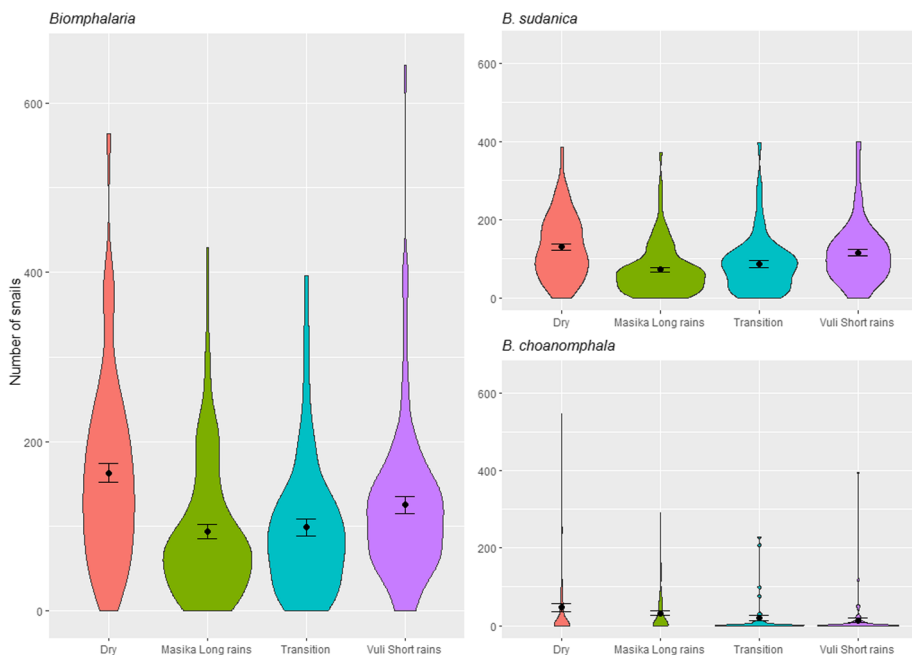 Biomphalaria
Number of snails
600
400
200
0
Dry
Masika Long rains
Transition
Vuli Short rains
B. sudanica
600
400
200
0
Dry
Masika Long rains
Transition
Vuli Short rains
B. choanomphala
600
400
200
0
Dry
Masika Long rains
Transition
Vuli Short rains